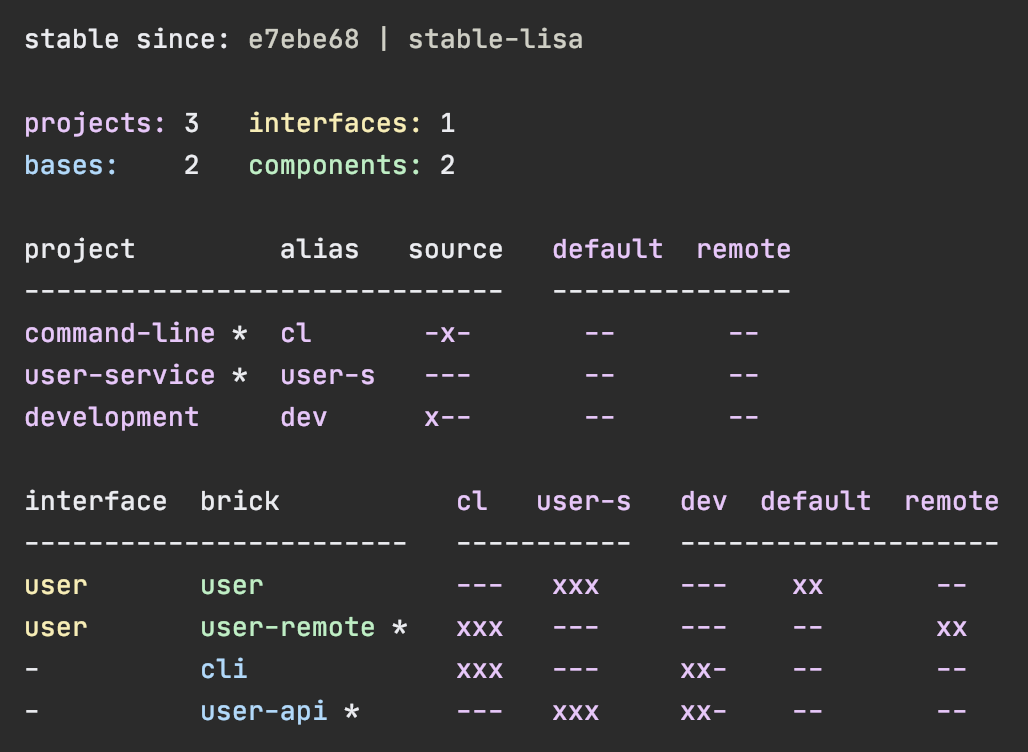 stable since: e7ebe68 | stable-lisa

projects: 3   interfaces: 1
bases:    2   components: 2

project         alias   source   default  remote
------------------------------   ---------------
command-line *  cl       -x-       --       --
user-service *  user-s   ---       --       --
development     dev      x--       --       --

interface  brick           cl   user-s   dev  default  remote
------------------------   -----------   --------------------
user       user            ---   xxx     ---    xx       --
user       user-remote *   xxx   ---     ---    --       xx
-          cli             xxx   ---     xx-    --       --
-          user-api *      ---   xxx     xx-    --       --